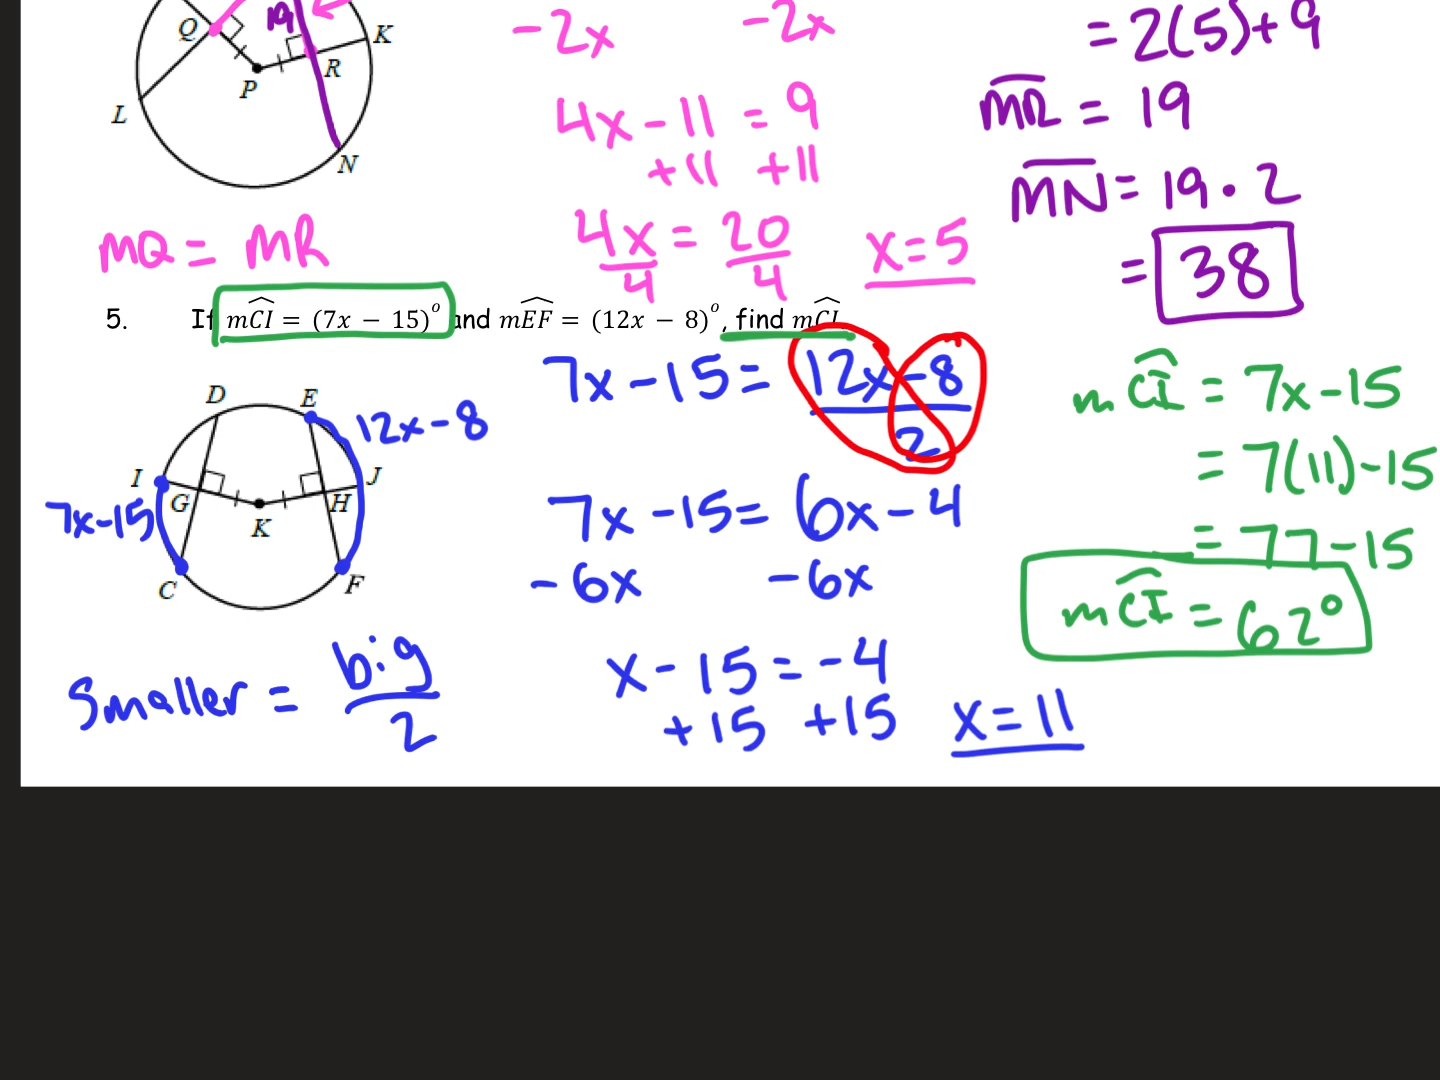 Q
19
K
R
P
L
N
-2x -2x
= 2(5)+9
4x - 11 = 9
+11 +11
MR = 19
MN = 19 • 2
MQ = MR
4x/4 = 20/4 x=5
= 38
5. If mCI = (7x − 15)° and mEF = (12x − 8)°, find mCI.
7x-15 = 12x-8/2
mCI = 7x-15
= 7(11)-15
= 77-15
mCI = 62°
D
E
12x-8
I
J
G
H
K
7x-15
C
F
7x-15 = 6x-4
-6x -6x
x-15 = -4
+15 +15 x=11
Smaller = big/2